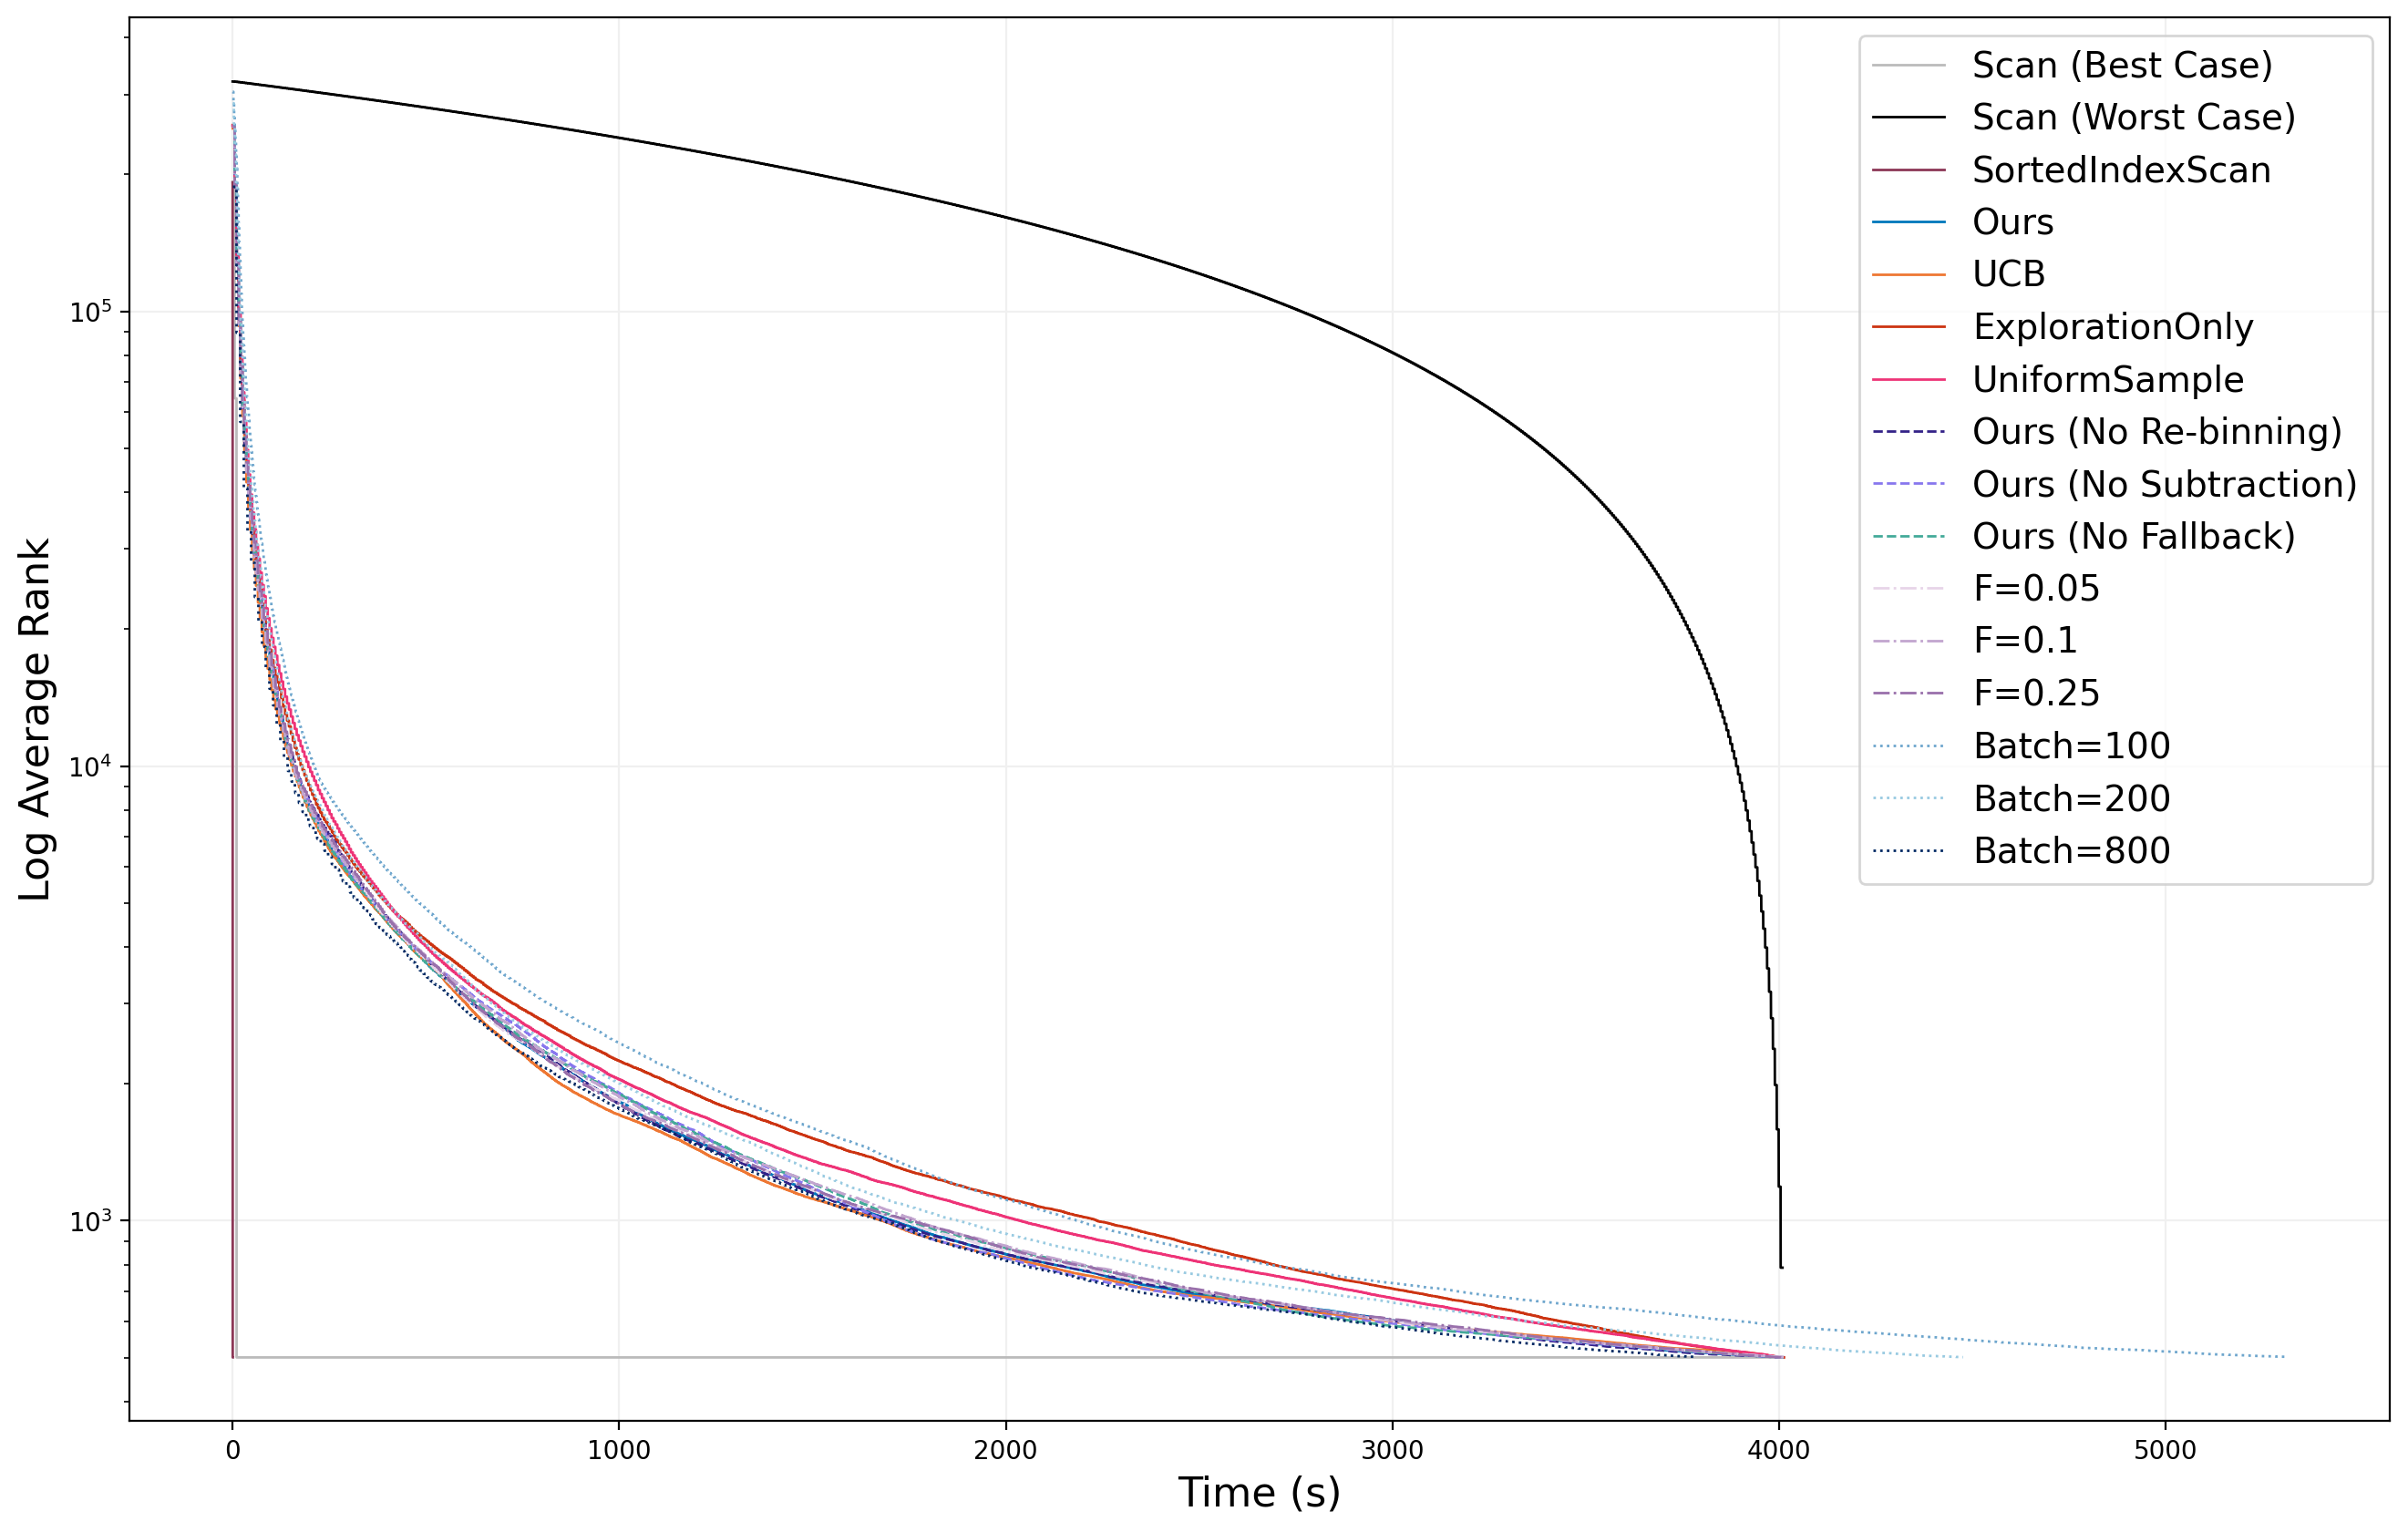 Log Average Rank
10^5
10^4
10^3
0
1000
2000
3000
4000
5000
Time (s)
Scan (Best Case)
Scan (Worst Case)
SortedIndexScan
Ours
UCB
ExplorationOnly
UniformSample
Ours (No Re-binning)
Ours (No Subtraction)
Ours (No Fallback)
F=0.05
F=0.1
F=0.25
Batch=100
Batch=200
Batch=800